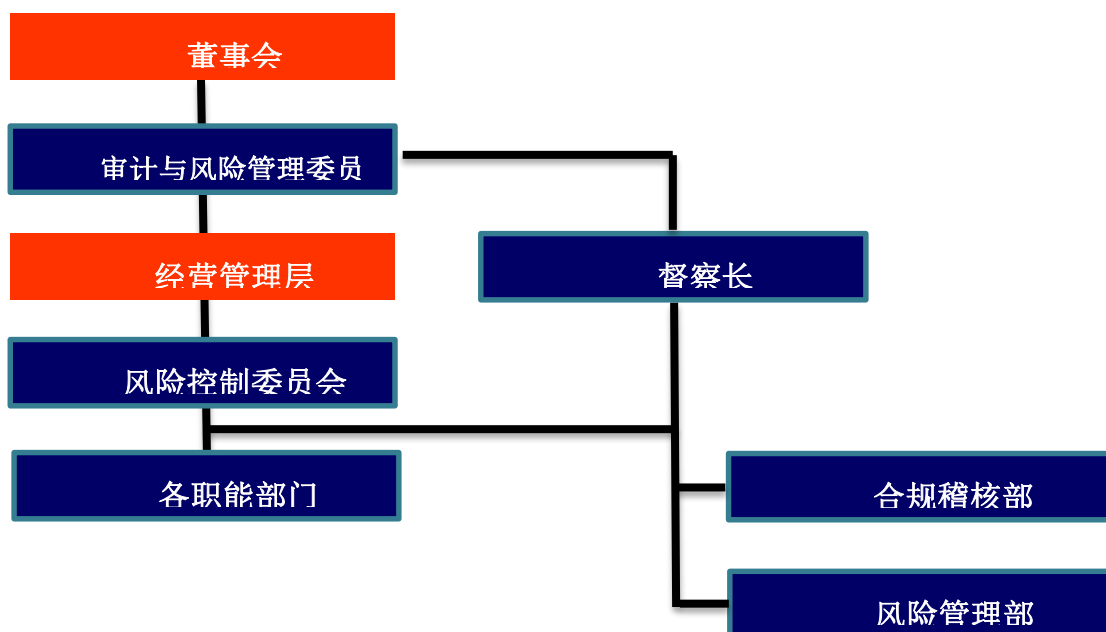 董事会
审计与风险管理委员
经营管理层
督察长
风险控制委员会
各职能部门
合规稽核部
风险管理部